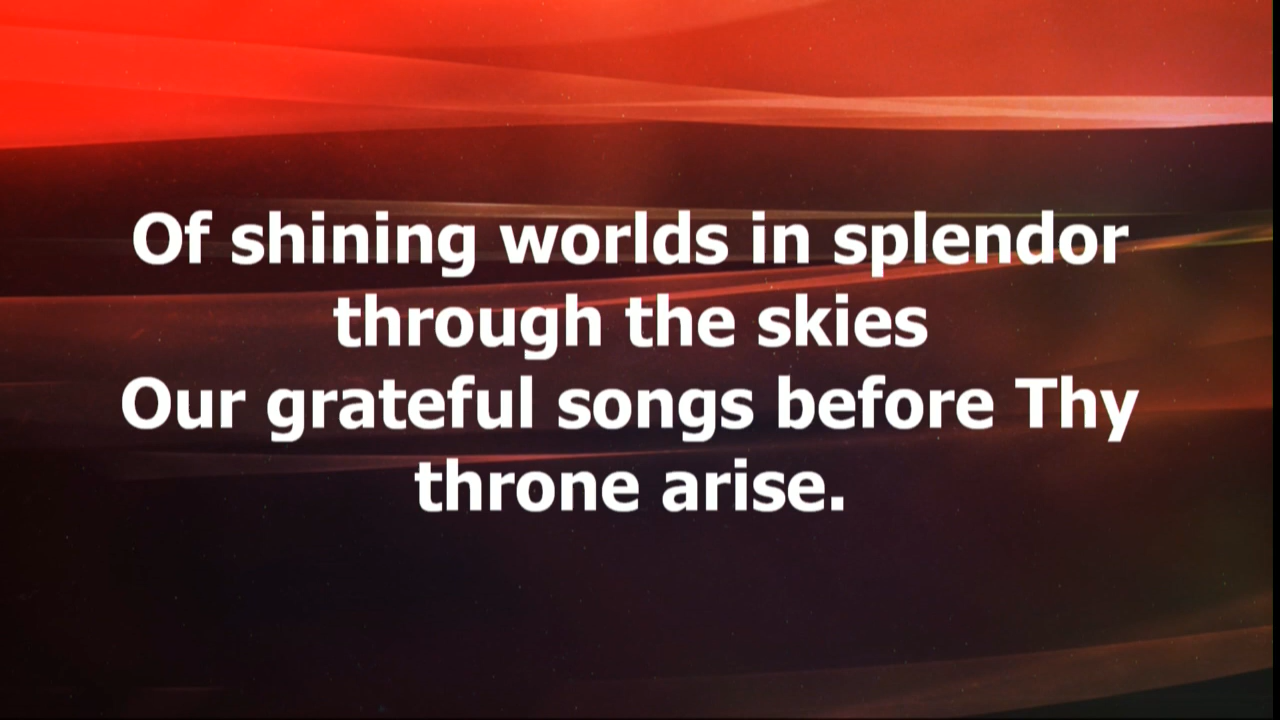 Of shining worlds in splendor
through the skies
Our grateful songs before Thy
throne arise.